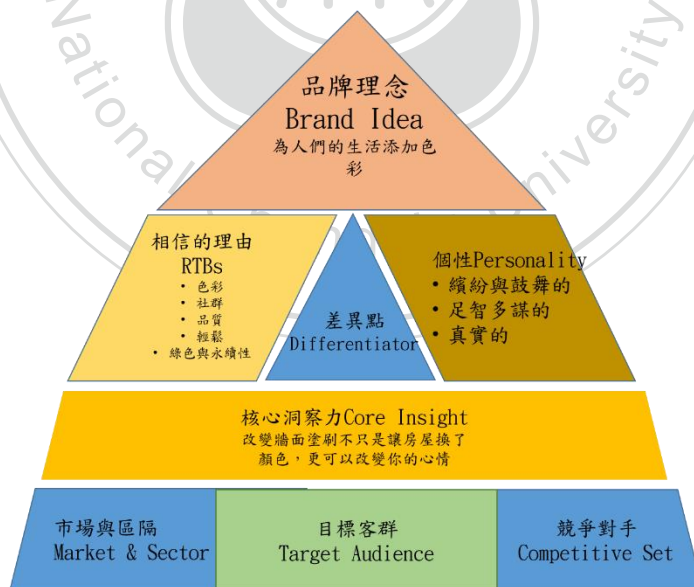 品牌理念
Brand Idea
為人們的生活添加色
彩
相信的理由
RTBs
• 色彩
• 社群
• 品質
• 輕鬆
• 綠色與永續性
差異點
Differentiator
個性Personality
• 繽紛與鼓舞的
• 足智多謀的
• 真實的
核心洞察力Core Insight
改變牆面塗刷不只是讓房屋換了
顏色，更可以改變你的心情
市場與區隔
Market & Sector
目標客群
Target Audience
競爭對手
Competitive Set
National
University